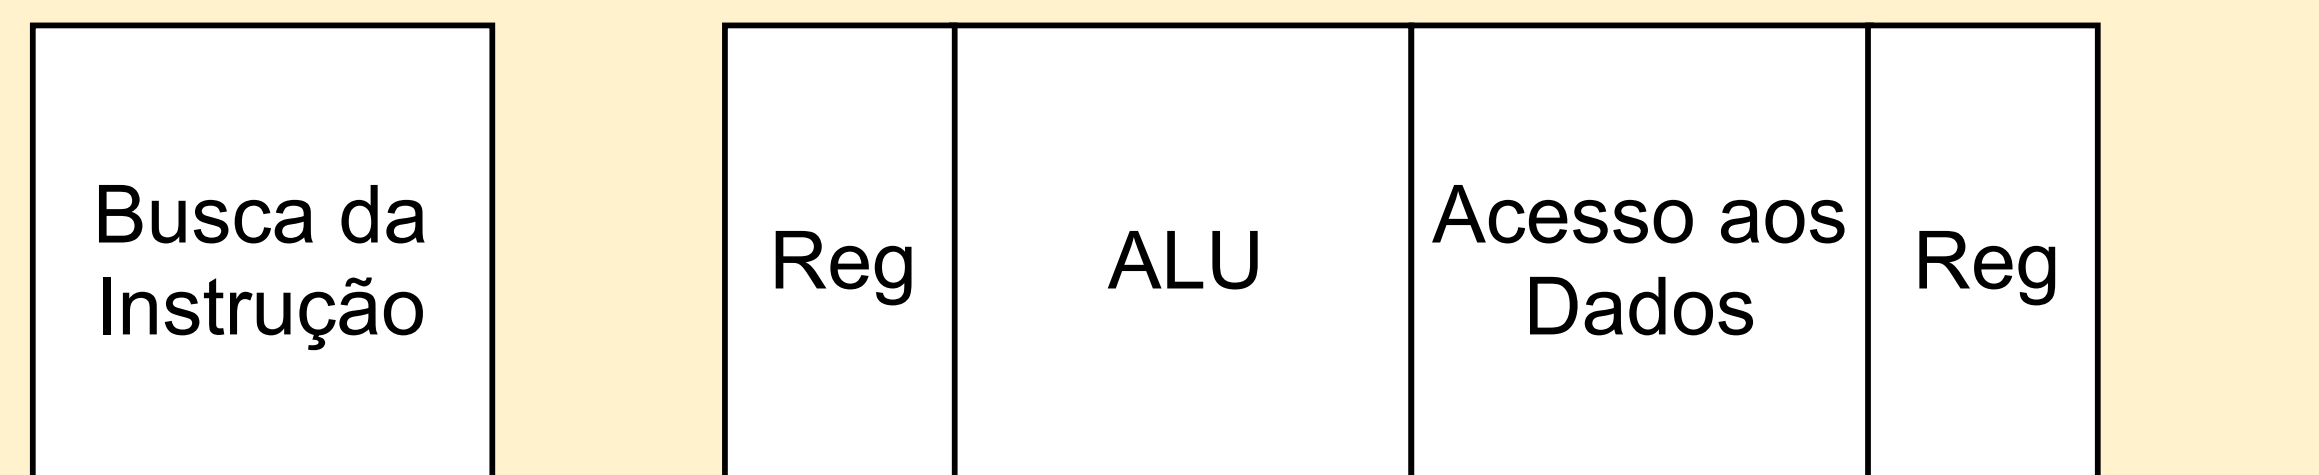 Busca da
Instrução
Reg
ALU
Acesso aos
Dados
Reg